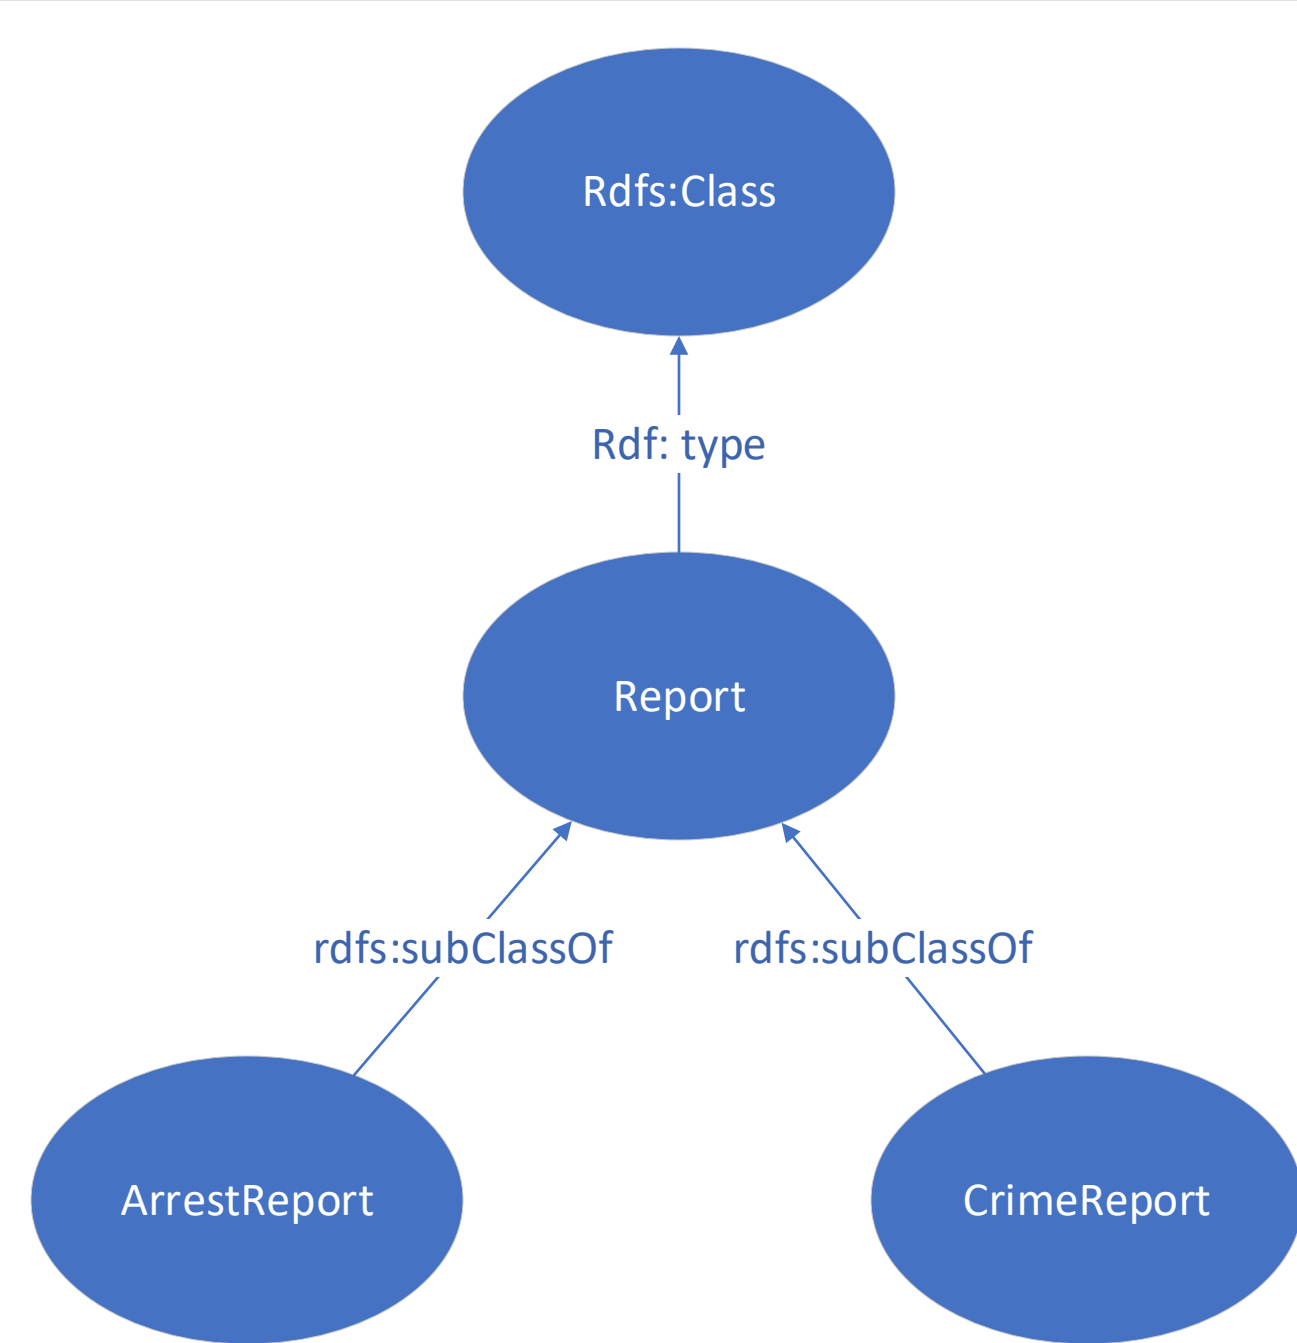 Rdfs:Class
Rdf: type
Report
rdfs:subClassOf
rdfs:subClassOf
ArrestReport
CrimeReport